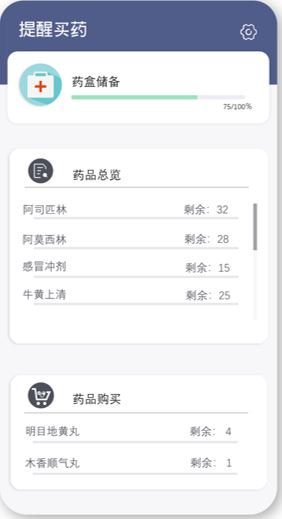 提醒买药
药盒储备
75/100%
药品总览
阿司匹林 剩余：32
阿莫西林 剩余：28
感冒冲剂 剩余：15
牛黄上清 剩余：25
药品购买
明目地黄丸 剩余：4
木香顺气丸 剩余：1